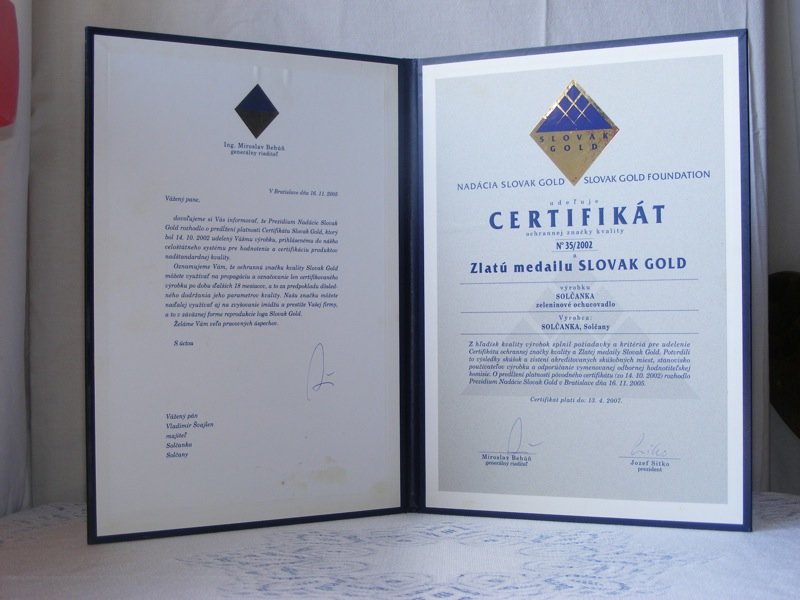 Ing. Miroslav Behúň
generálny riaditeľ
V Bratislave dňa 16. 11. 2005
Vážený pane,
dovoľujeme si Vás informovať, že Prezídium Nadácie Slovak
Gold rozhodlo o predĺžení platnosti Certifikátu Slovak Gold, ktorý
bol 14. 10. 2002 udelený Vášmu výrobku, prihlásenému do nášho
celoštátneho systému pre hodnotenie a certifikáciu produktov
nadštandardnej kvality.
Oznamujeme Vám, že ochrannú značku kvality Slovak Gold
môžete využívať na propagáciu a označovanie len certifikovaného
výrobku po dobu ďalších 18 mesiacov, a to za predpokladu dôsled-
ného dodržania jeho parametrov kvality. Našu značku môžete
naďalej využívať aj na zvyšovanie imidžu a prestíže Vašej firmy,
a to v záväznej forme reprodukcie loga Slovak Gold.
Želáme Vám veľa pracovných úspechov.
S úctou
Vážený pán
Vladimír Švajlen
majiteľ
Solčanka
Solčany
SLOVAK
GOLD
NADÁCIA SLOVAK GOLD SLOVAK GOLD FOUNDATION
udeľuje
CERTIFIKÁT
ochrannej značky kvality
Nº 35/2002
a
Zlatú medailu SLOVAK GOLD
výrobku
SOLČANKA
zeleninové ochucovadlo
Výrobca:
SOLČANKA, Solčany
Z hľadísk kvality výrobok splnil požiadavky a kritériá pre udelenie
Certifikátu ochrannej značky kvality a Zlatej medaily Slovak Gold. Potvrdili
to výsledky skúšok a zistení akreditovaných skúšobných miest, stanovisko
používateľov výrobku a odporúčanie vymenovanej odbornej hodnotiteľskej
komisie. O predĺžení platnosti pôvodného certifikátu (zo 14. 10. 2002) rozhodlo
Prezídium Nadácie Slovak Gold v Bratislave dňa 16. 11. 2005.
Certifikát platí do: 13. 4. 2007.
Miroslav Behúň
generálny riaditeľ
Jozef Sitko
prezident